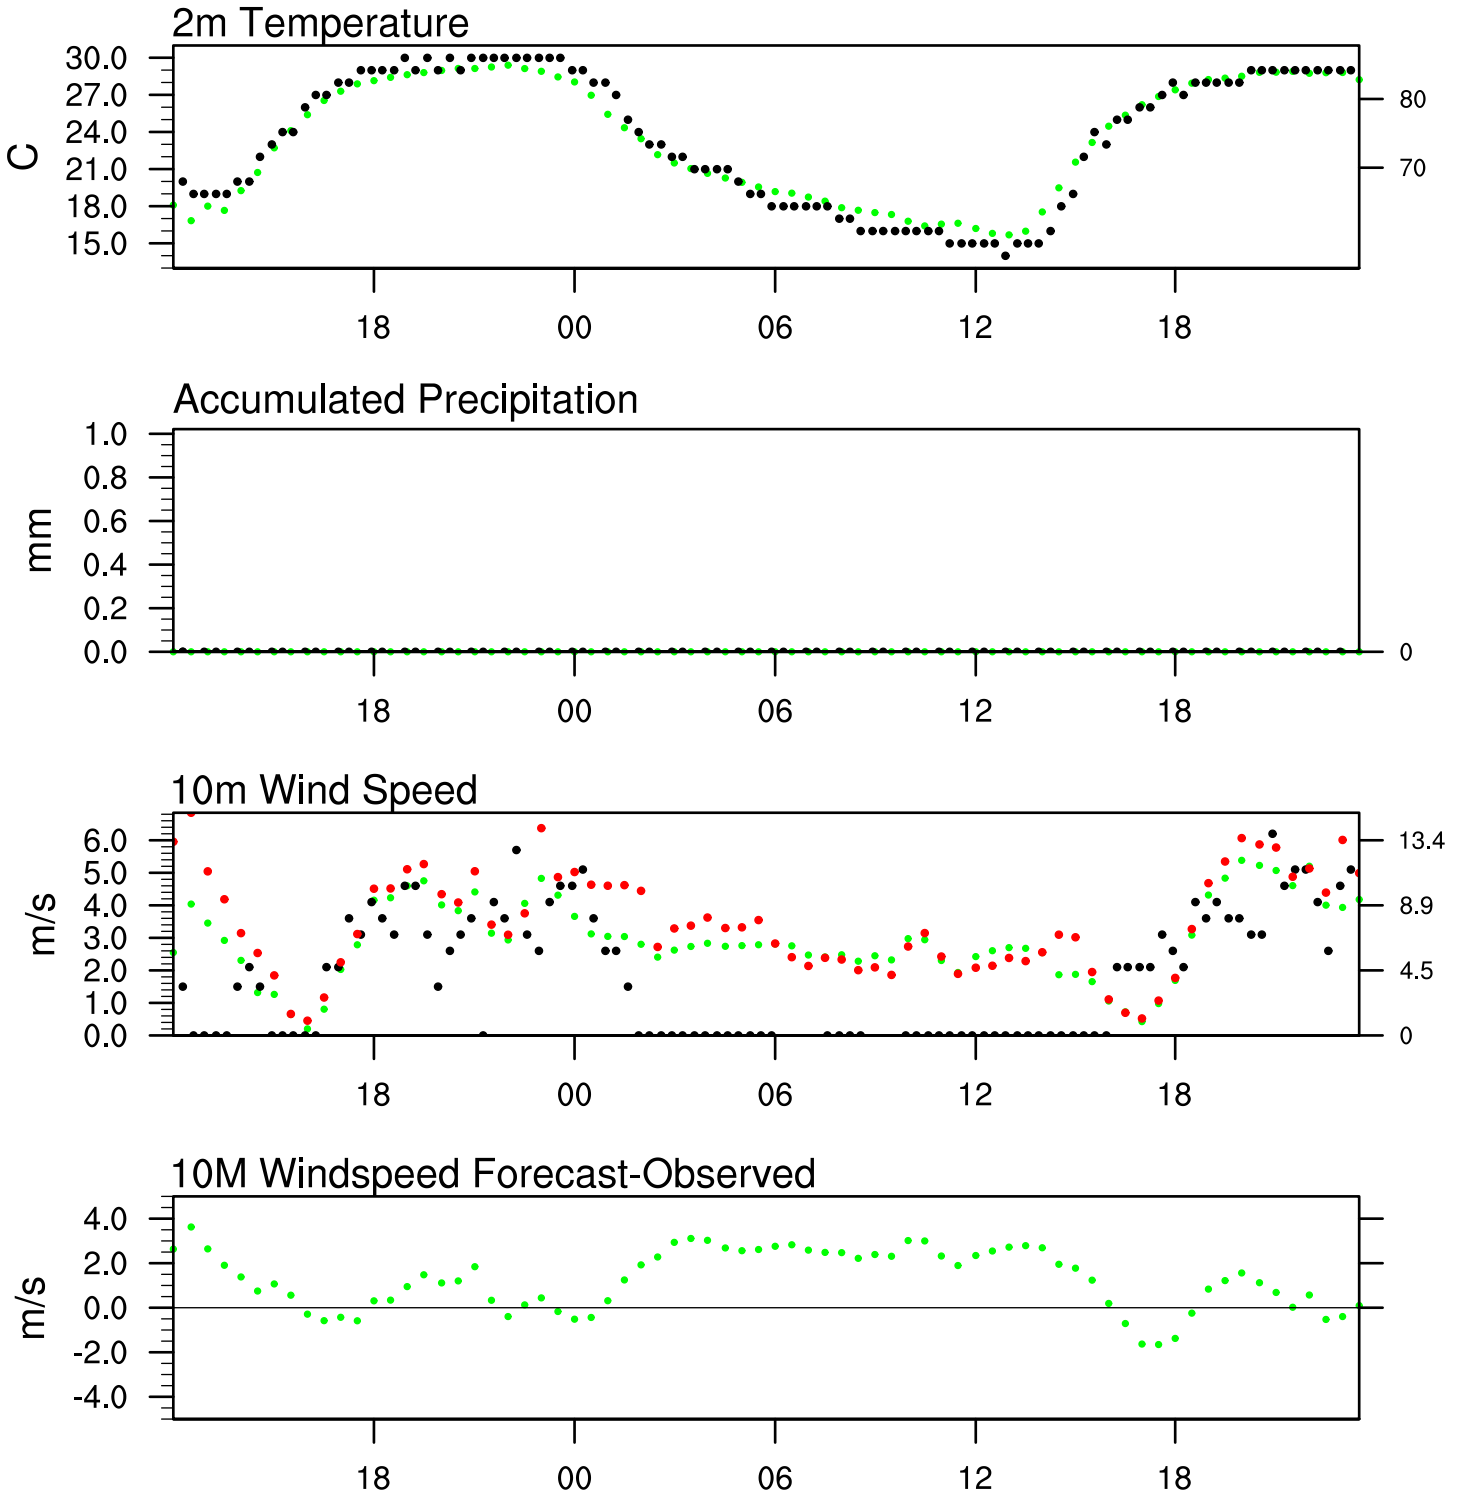 2m Temperature
30.0
27.0
24.0
21.0
18.0
15.0
C
80
70
18 00 06 12 18
Accumulated Precipitation
1.0
0.8
0.6
0.4
0.2
0.0
mm
0
18 00 06 12 18
10m Wind Speed
6.0
5.0
4.0
3.0
2.0
1.0
0.0
m/s
13.4
8.9
4.5
0
18 00 06 12 18
10M Windspeed Forecast-Observed
4.0
2.0
0.0
-2.0
-4.0
m/s
18 00 06 12 18